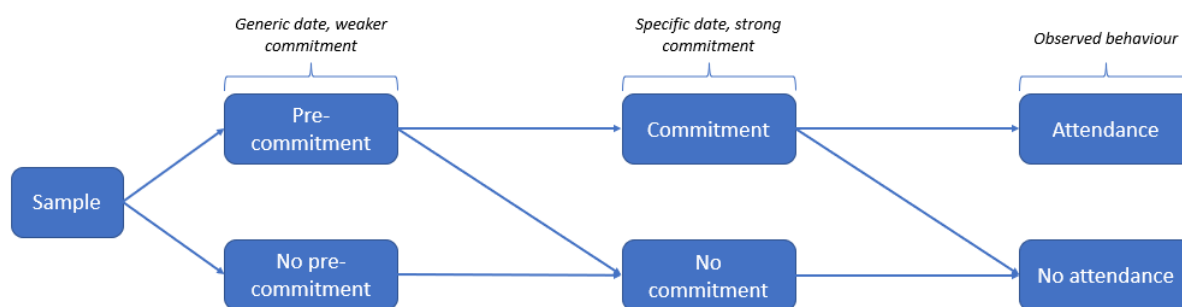 Generic date, weaker
commitment
Specific date, strong
commitment
Observed behaviour
Pre-
commitment
Commitment
Attendance
Sample
No pre-
commitment
No
commitment
No attendance